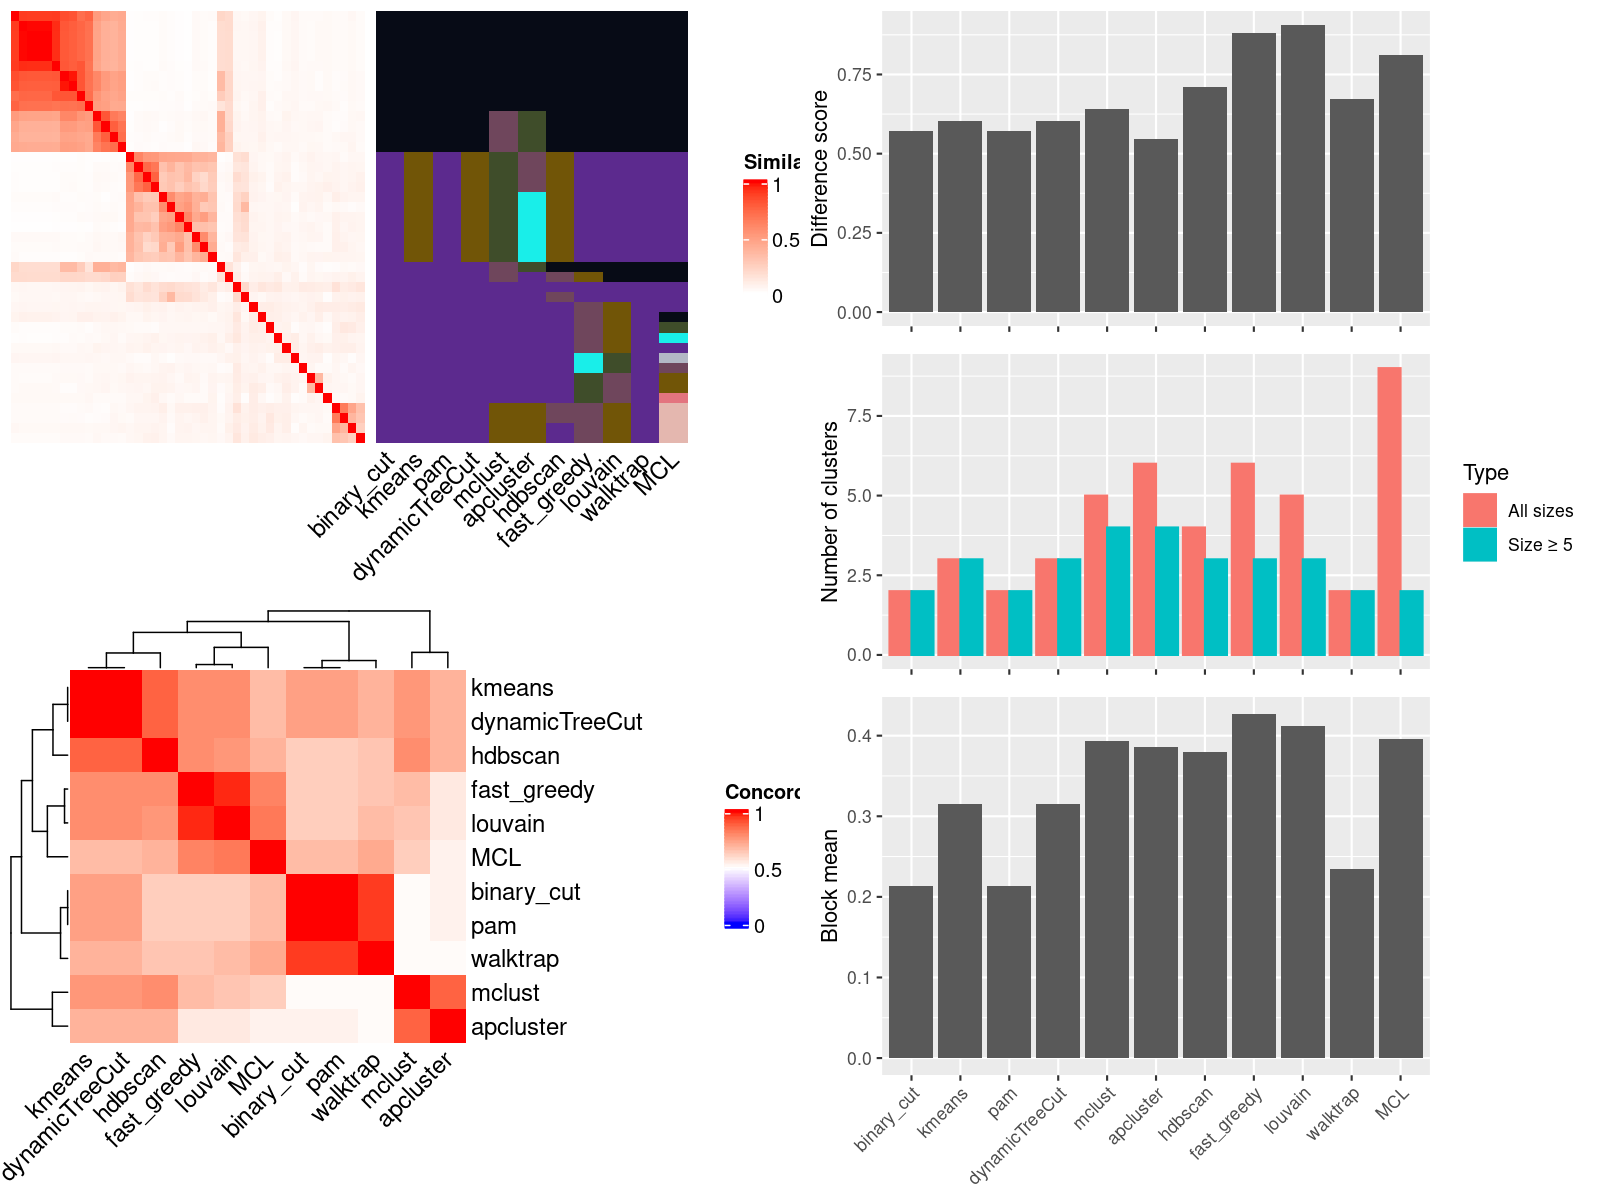 Simila
1
0.5
0
binary_cut
kmeans
pam
dynamicTreeCut
mclust
apcluster
hdbscan
fast_greedy
louvain
walktrap
MCL
kmeans
dynamicTreeCut
hdbscan
fast_greedy
louvain
MCL
binary_cut
pam
walktrap
mclust
apcluster
Concord
1
0.5
0
kmeans
dynamicTreeCut
hdbscan
fast_greedy
louvain
MCL
binary_cut
pam
walktrap
mclust
apcluster
Difference score
0.75
0.50
0.25
0.00
Number of clusters
7.5
5.0
2.5
0.0
Type
All sizes
Size ≥ 5
Block mean
0.4
0.3
0.2
0.1
0.0
binary_cut
kmeans
pam
dynamicTreeCut
mclust
apcluster
hdbscan
fast_greedy
louvain
walktrap
MCL